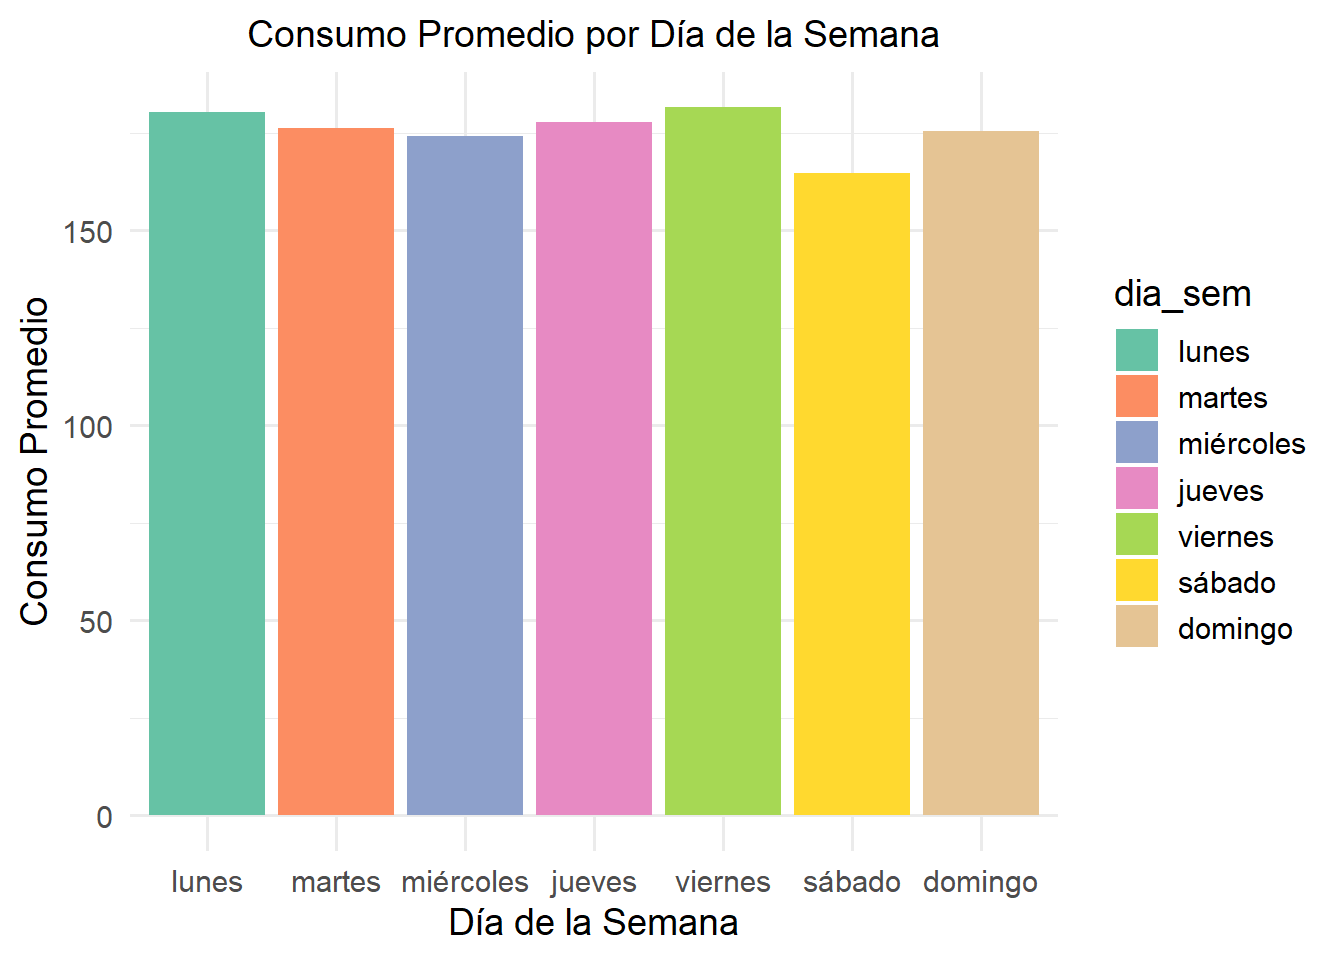 Consumo Promedio por Día de la Semana
Consumo Promedio
150
100
50
0
lunes martes miércoles jueves viernes sábado domingo
Día de la Semana
dia_sem
lunes
martes
miércoles
jueves
viernes
sábado
domingo